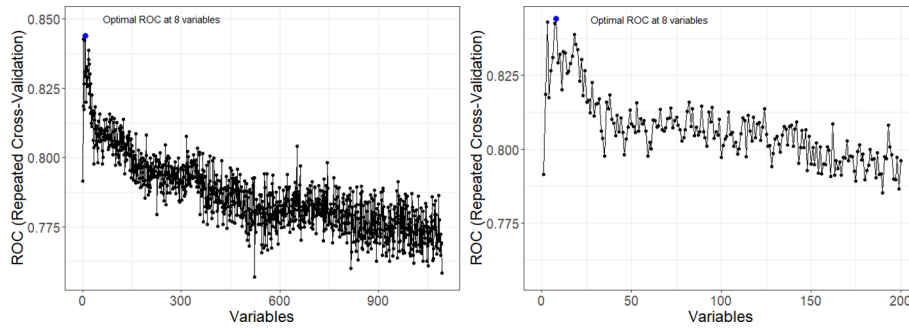 Optimal ROC at 8 variables
ROC (Repeated Cross-Validation)
0.850
0.825
0.800
0.775
0
300
600
900
Variables
Optimal ROC at 8 variables
ROC (Repeated Cross-Validation)
0.825
0.800
0.775
0
50
100
150
200
Variables